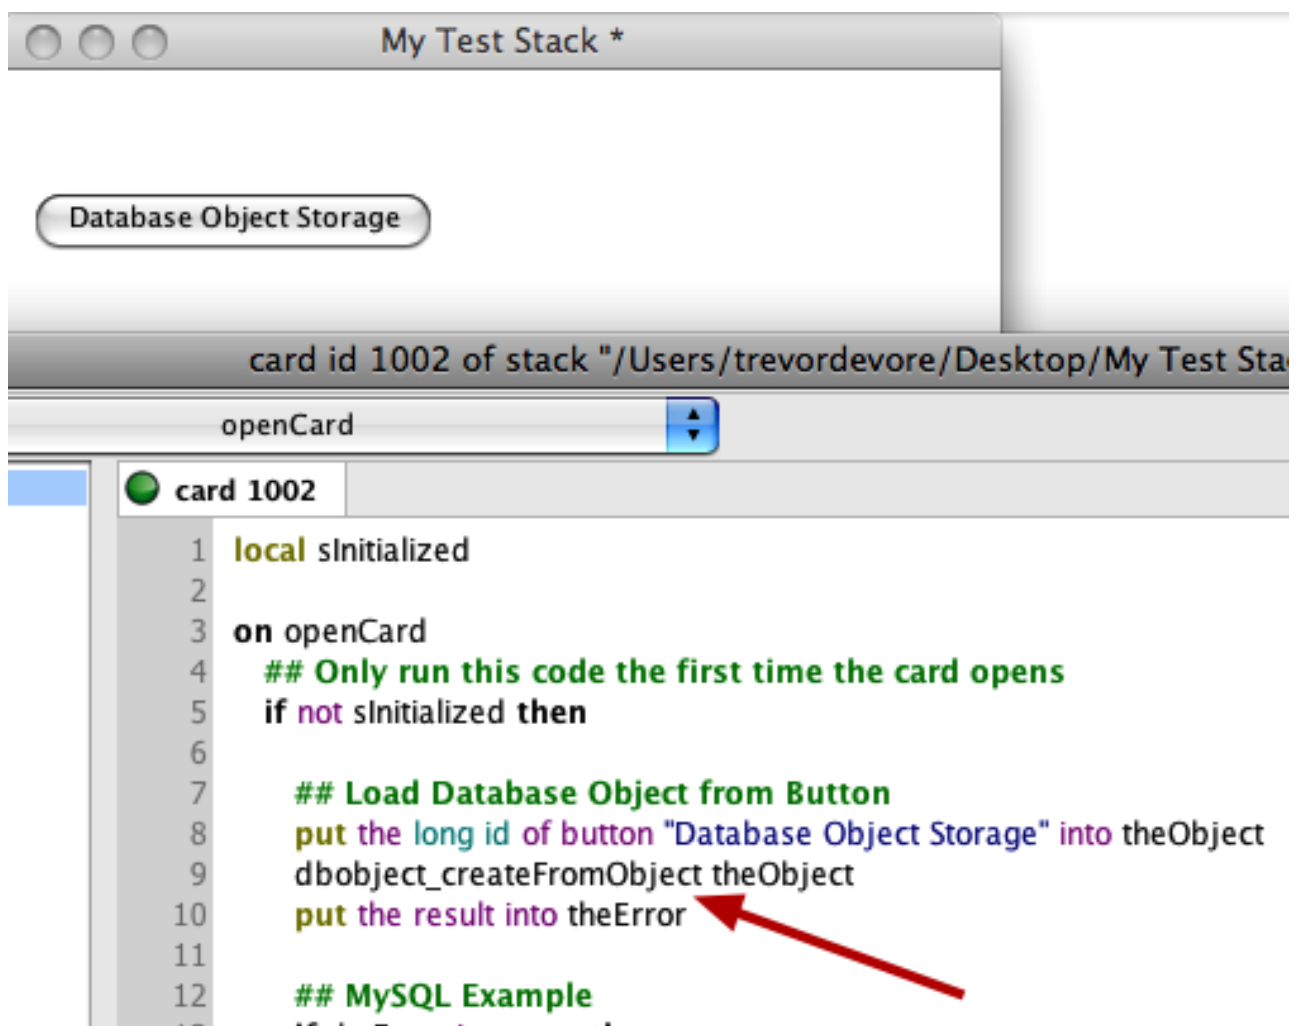 My Test Stack *
Database Object Storage
card id 1002 of stack "/Users/trevordevore/Desktop/My Test Sta
openCard
card 1002
1 local sInitialized
2
3 on openCard
4 ## Only run this code the first time the card opens
5 if not sInitialized then
6
7 ## Load Database Object from Button
8 put the long id of button "Database Object Storage" into theObject
9 dbobject_createFromObject theObject
10 put the result into theError
11
12 ## MySQL Example